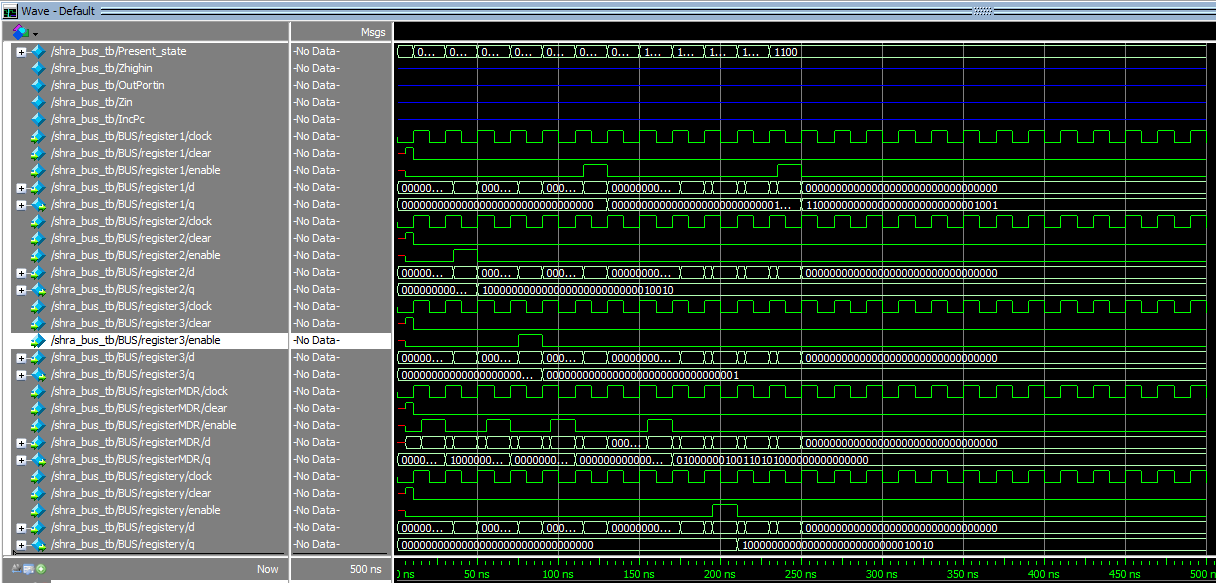 Wave - Default
Msgs
/shra_bus_tb/Present_state -No Data- 0... 0... 0... 0... 0... 0... 0... 1... 1... 1... 1... 1100
/shra_bus_tb/Zhighin -No Data-
/shra_bus_tb/OutPortin -No Data-
/shra_bus_tb/Zin -No Data-
/shra_bus_tb/IncPc -No Data-
/shra_bus_tb/BUS/register1/clock -No Data-
/shra_bus_tb/BUS/register1/clear -No Data-
/shra_bus_tb/BUS/register1/enable -No Data-
/shra_bus_tb/BUS/register1/d -No Data- 00000... 000... 000... 00000000... 00000000000000000000000000000000
/shra_bus_tb/BUS/register1/q -No Data- 00000000000000000000000000000000 00000000000000000000000000001... 11000000000000000000000000001001
/shra_bus_tb/BUS/register2/clock -No Data-
/shra_bus_tb/BUS/register2/clear -No Data-
/shra_bus_tb/BUS/register2/enable -No Data-
/shra_bus_tb/BUS/register2/d -No Data- 00000... 000... 000... 00000000... 00000000000000000000000000000000
/shra_bus_tb/BUS/register2/q -No Data- 000000000... 10000000000000000000000000010010
/shra_bus_tb/BUS/register3/clock -No Data-
/shra_bus_tb/BUS/register3/clear -No Data-
/shra_bus_tb/BUS/register3/enable -No Data-
/shra_bus_tb/BUS/register3/d -No Data- 00000... 000... 000... 00000000... 00000000000000000000000000000000
/shra_bus_tb/BUS/register3/q -No Data- 00000000000000000000... 00000000000000000000000000000001
/shra_bus_tb/BUS/registerMDR/clock -No Data-
/shra_bus_tb/BUS/registerMDR/clear -No Data-
/shra_bus_tb/BUS/registerMDR/enable -No Data-
/shra_bus_tb/BUS/registerMDR/d -No Data- 000... 00000000000000000000000000000000
/shra_bus_tb/BUS/registerMDR/q -No Data- 0000... 1000000... 0000000... 00000000000000... 01000000100110101000000000000000
/shra_bus_tb/BUS/registery/clock -No Data-
/shra_bus_tb/BUS/registery/clear -No Data-
/shra_bus_tb/BUS/registery/enable -No Data-
/shra_bus_tb/BUS/registery/d -No Data- 00000... 000... 000... 00000000... 00000000000000000000000000000000
/shra_bus_tb/BUS/registery/q -No Data- 00000000000000000000000000000000 10000000000000000000000000010010
Now 500 ns 0 ns 50 ns 100 ns 150 ns 200 ns 250 ns 300 ns 350 ns 400 ns 450 ns 500 n